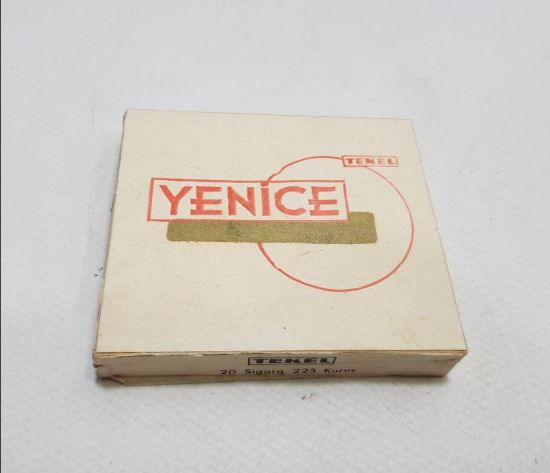 TEKEL
YENİCE
TEKEL
20 Sigara 225 Kuruş